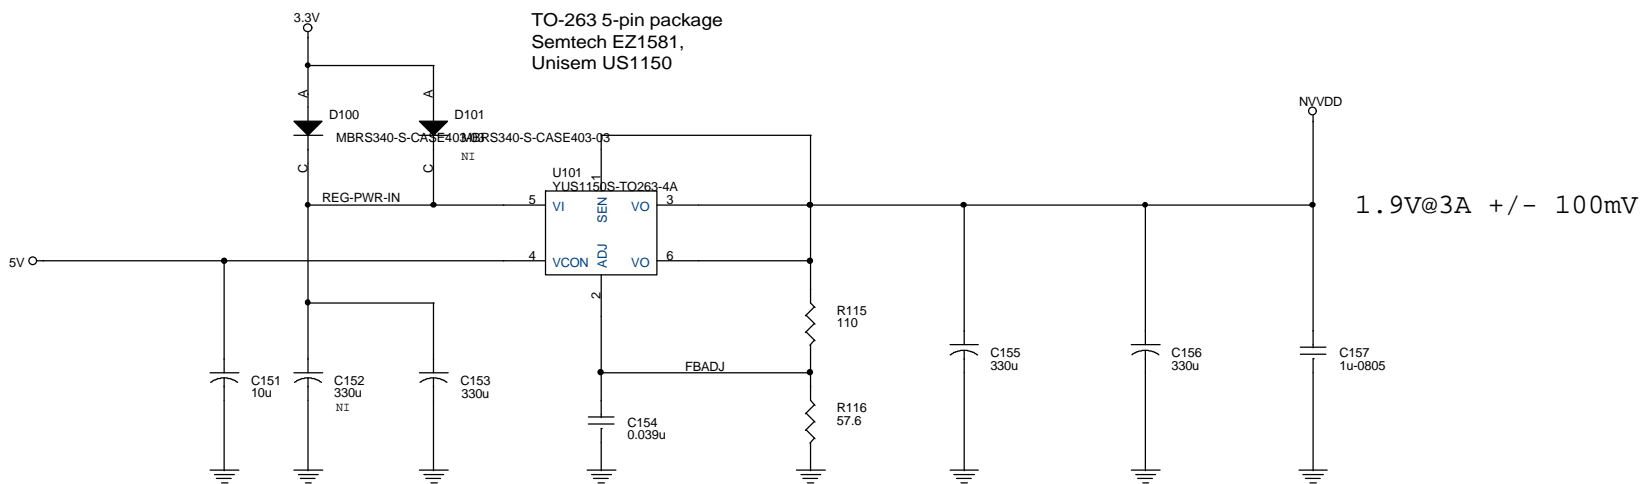 3.3V
TO-263 5-pin package
Semtech EZ1581,
Unisem US1150
A
A
NVVDD
D100
D101
MBRS340-S-CASE403-03
MBRS340-S-CASE403-03
NI
C
C
U101
YUS1150S-TO263-4A
REG-PWR-IN
5
VI
SEN
1
VO
3
1.9V@3A +/- 100mV
5V
4
VCON
ADJ
VO
6
2
R115
110
FBADJ
C151
10u
C152
330u
NI
C153
330u
C154
0.039u
R116
57.6
C155
330u
C156
330u
C157
1u-0805